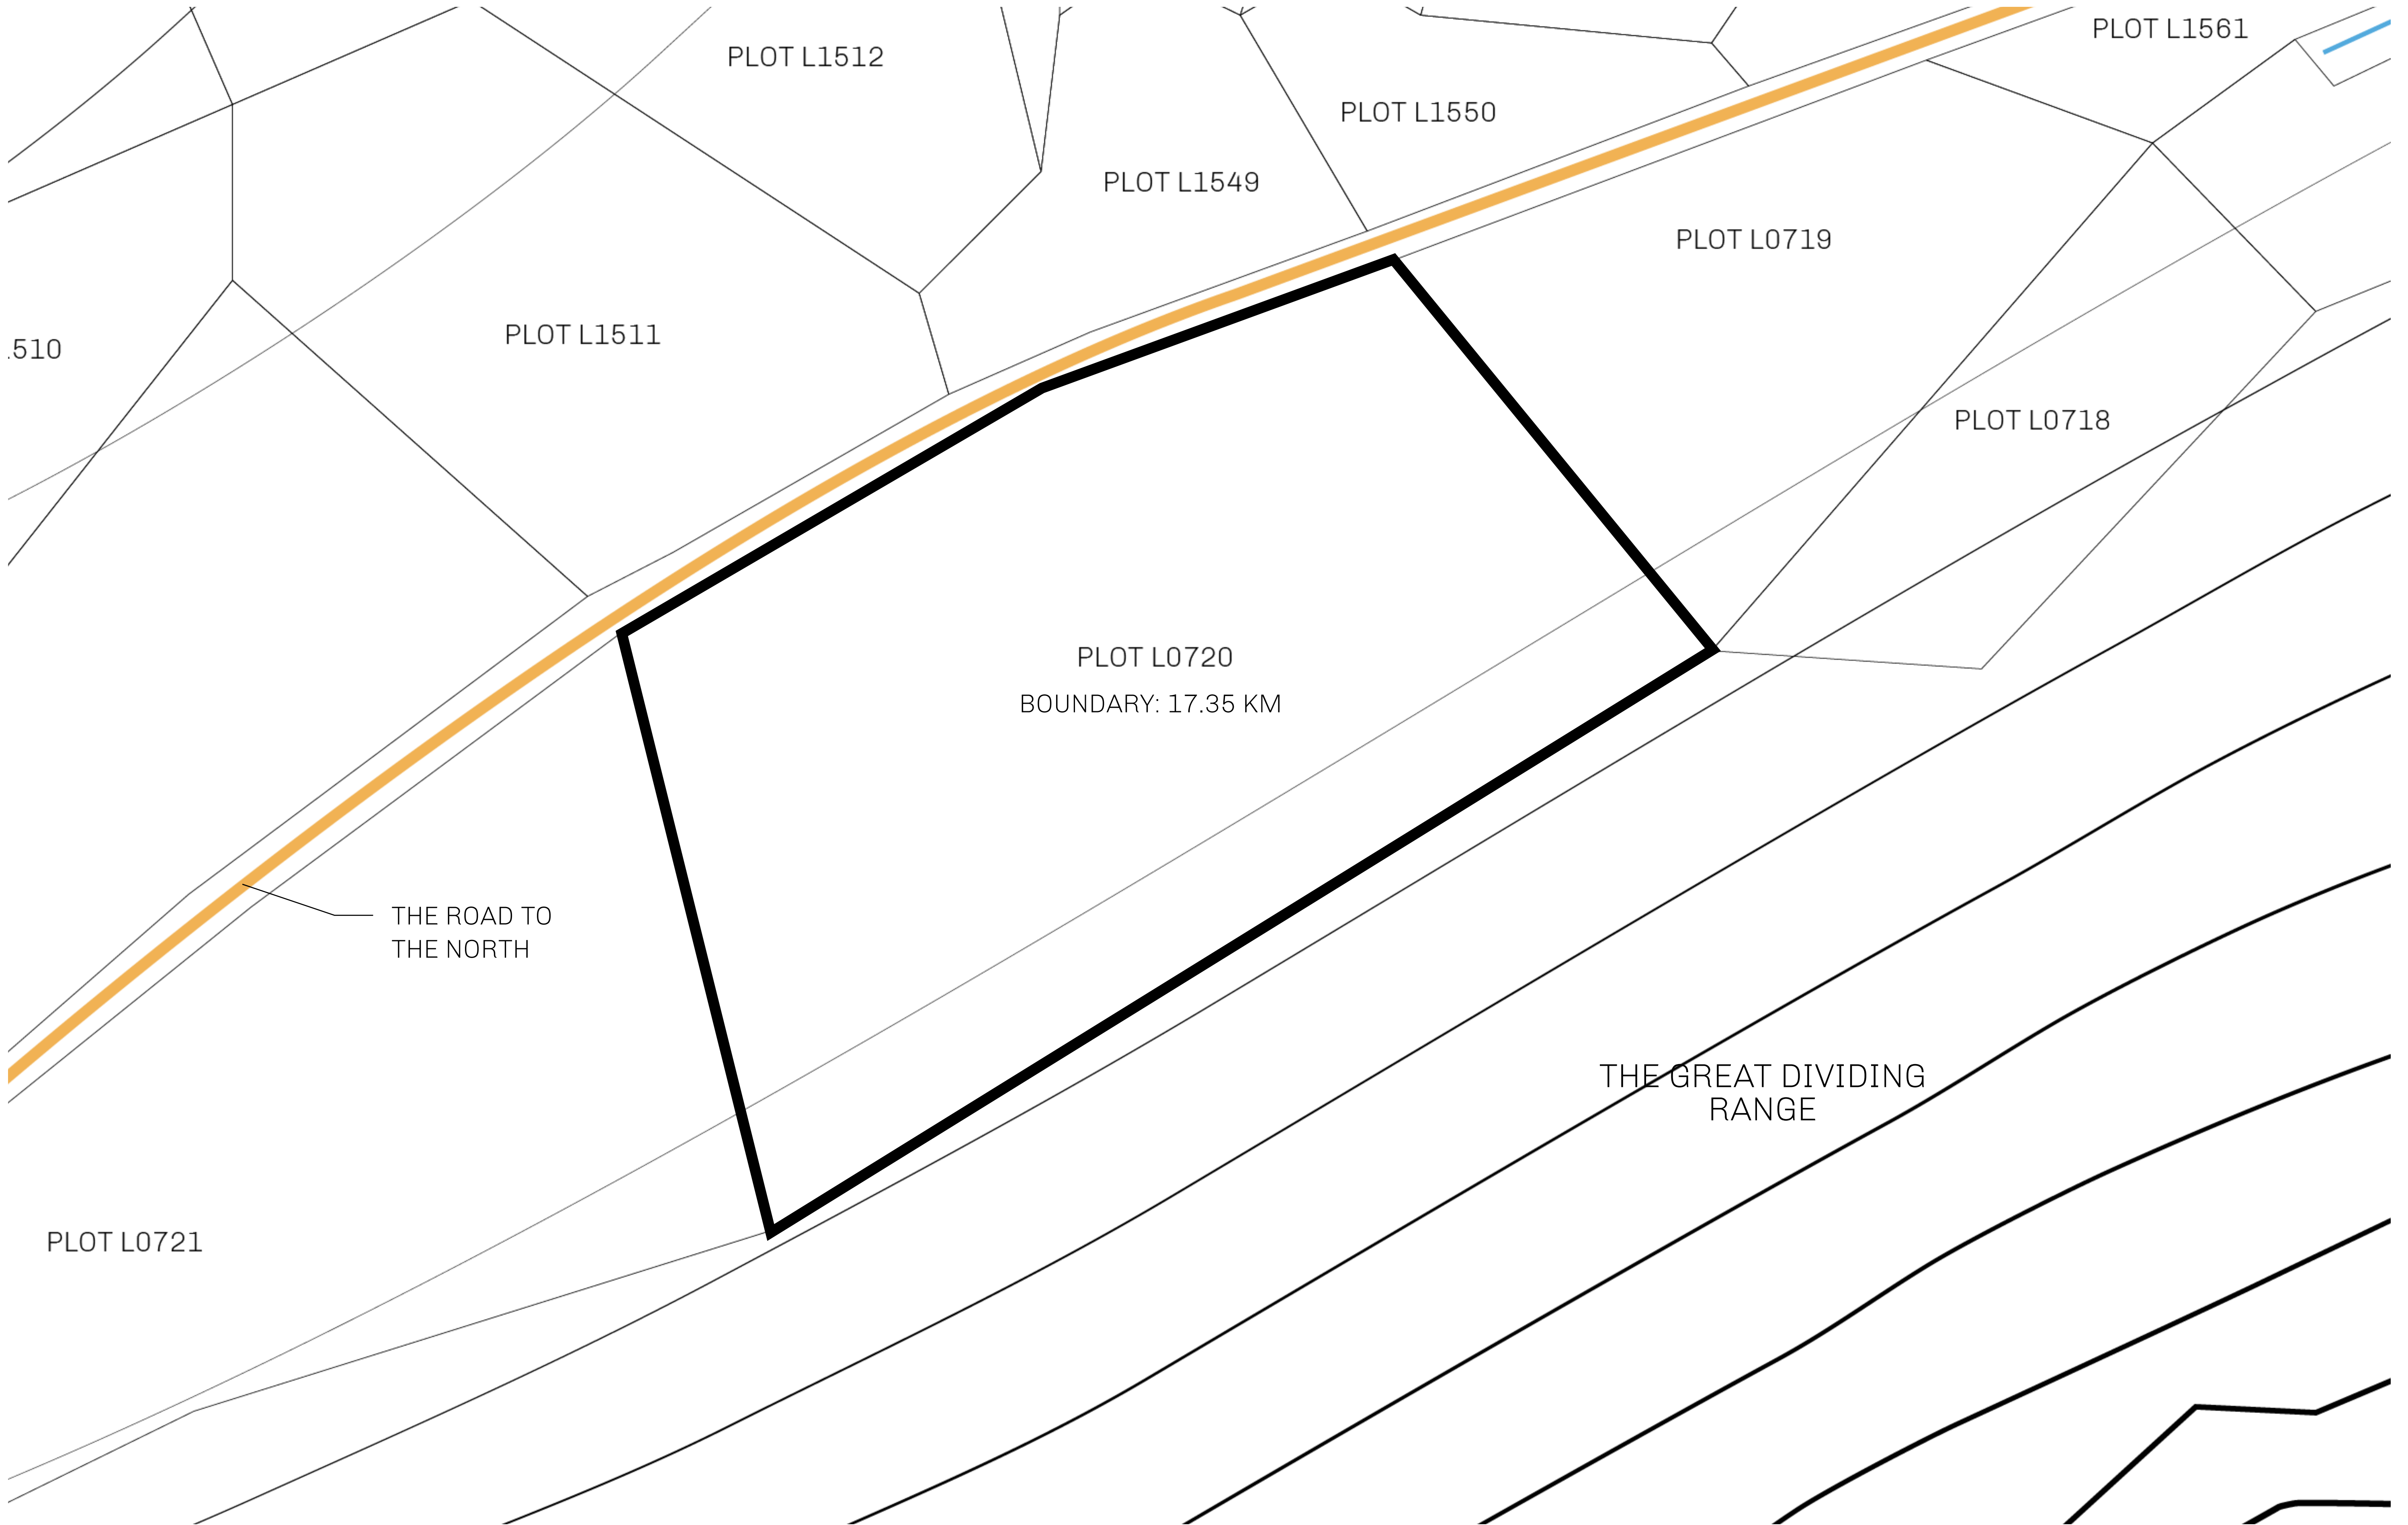 PLOT L1561
PLOT L1512
PLOT L1550
PLOT L1549
PLOT L0719
PLOT L1511
510
PLOT L0718
PLOT L0720
BOUNDARY: 17.35 KM
THE ROAD TO
THE NORTH
THE GREAT DIVIDING
RANGE
PLOT L0721